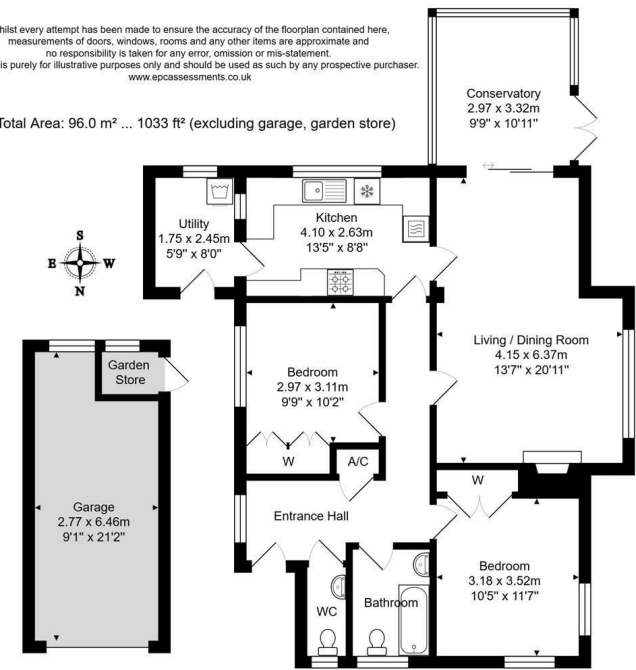 hilst every attempt has been made to ensure the accuracy of the floorplan contained here,
measurements of doors, windows, rooms and any other items are approximate and
no responsibility is taken for any error, omission or mis-statement.
is purely for illustrative purposes only and should be used as such by any prospective purchaser.
www.epcassessments.co.uk
Total Area: 96.0 m² ... 1033 ft² (excluding garage, garden store)
Conservatory
2.97 x 3.32m
9'9" x 10'11"
Utility
1.75 x 2.45m
5'9" x 8'0"
Kitchen
4.10 x 2.63m
13'5" x 8'8"
S
E W
N
Garden
Store
Bedroom
2.97 x 3.11m
9'9" x 10'2"
Living / Dining Room
4.15 x 6.37m
13'7" x 20'11"
W
A/C
W
Garage
2.77 x 6.46m
9'1" x 21'2"
Entrance Hall
Bedroom
3.18 x 3.52m
10'5" x 11'7"
WC
Bathroom